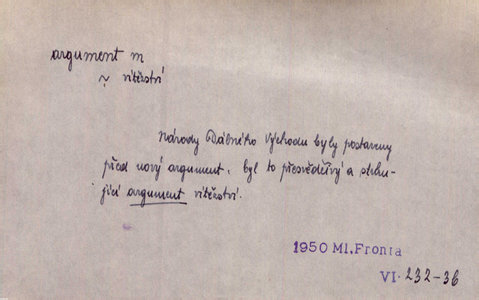 argument m
~ vítězství
Národy Dálného Východu byly postaveny
před nový argument. byl to přesvědčivý a strhu-
jící argument vítězství.
1950 Ml. Fronta
VI. 232-36